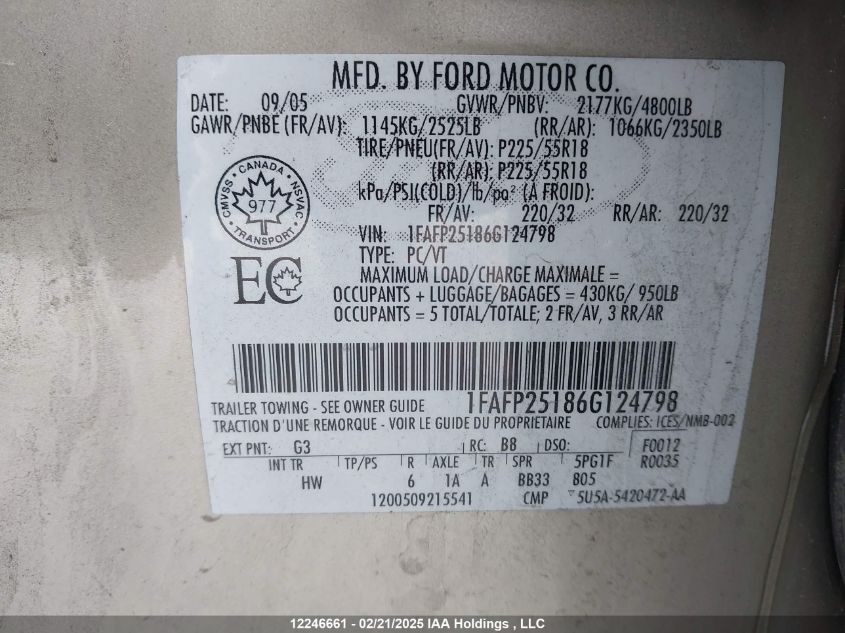 MFD. BY FORD MOTOR CO.
DATE: 09/05 GVWR/PNBV: 2177KG/4800LB
GAWR/PNBE (FR/AV): 1145KG/2525LB (RR/AR): 1066KG/2350LB
TIRE/PNEU(FR/AV): P225/55R18
(RR/AR): P225/55R18
kPa/PSI(COLD)/lb/po² (À FROID):
FR/AV: 220/32 RR/AR: 220/32
CMVSS CANADA NSVAC
977
TRANSPORT
VIN: 1FAFP25186G124798
TYPE: PC/VT
EC
MAXIMUM LOAD/CHARGE MAXIMALE =
OCCUPANTS + LUGGAGE/BAGAGES = 430KG/ 950LB
OCCUPANTS = 5 TOTAL/TOTALE; 2 FR/AV, 3 RR/AR
TRAILER TOWING - SEE OWNER GUIDE 1FAFP25186G124798
TRACTION D'UNE REMORQUE - VOIR LE GUIDE DU PROPRIETAIRE COMPLIES: ICES/NMB-002
EXT PNT: G3 RC: B8 DSO: F0012
INT TR TP/PS R AXLE TR SPR 5PG1F R0035
HW 6 1A A BB33 805
1200509215541 CMP ▽5U5A-5420472-AA
12246661 - 02/21/2025 IAA Holdings , LLC